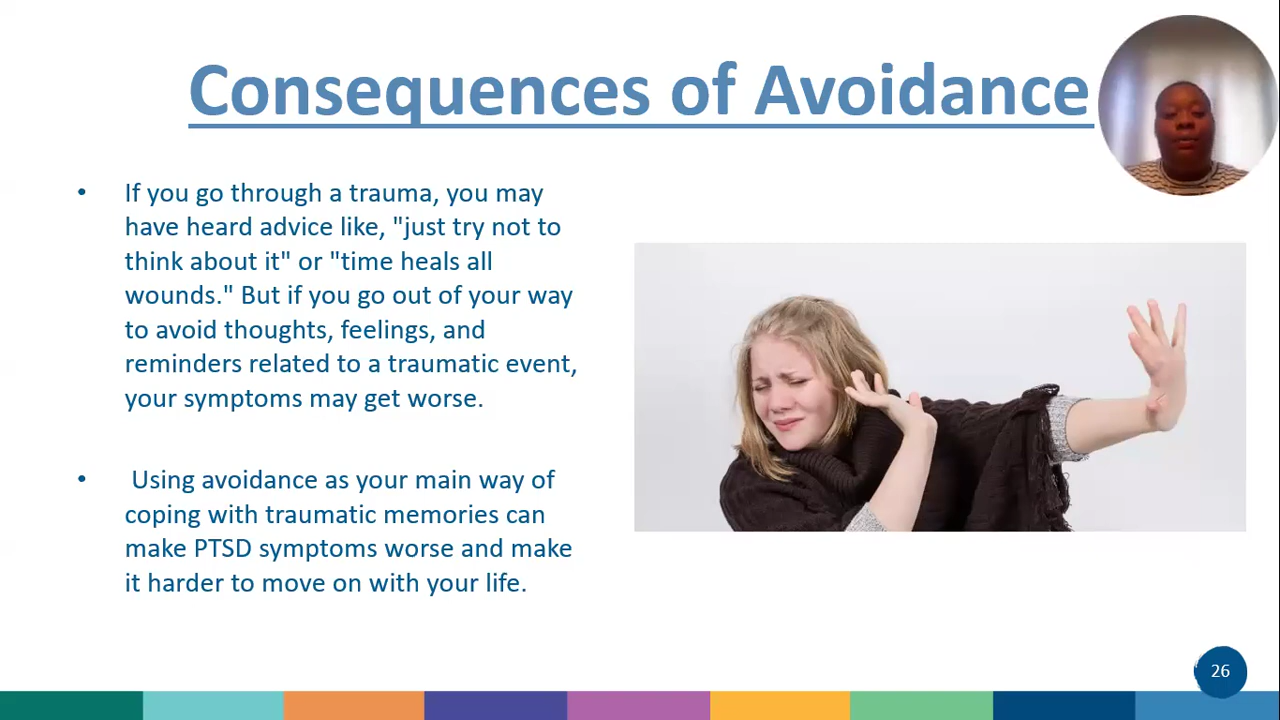 Consequences of Avoidance
• If you go through a trauma, you may
have heard advice like, "just try not to
think about it" or "time heals all
wounds." But if you go out of your way
to avoid thoughts, feelings, and
reminders related to a traumatic event,
your symptoms may get worse.
• Using avoidance as your main way of
coping with traumatic memories can
make PTSD symptoms worse and make
it harder to move on with your life.
26